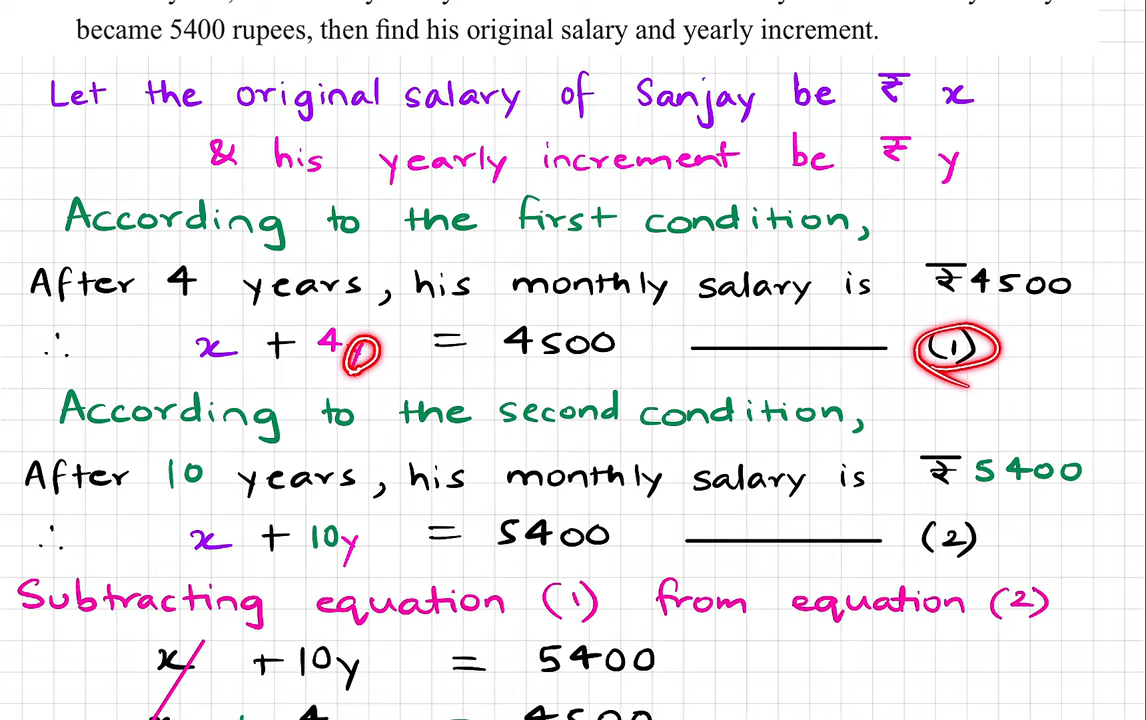 became 5400 rupees, then find his original salary and yearly increment.
Let the original salary of Sanjay be ₹ x
& his yearly increment be ₹ y
According to the first condition,
After 4 years, his monthly salary is ₹4500
∴ x + 4y = 4500 ——— (1)
According to the second condition,
After 10 years, his monthly salary is ₹5400
∴ x + 10y = 5400 ——— (2)
Subtracting equation (1) from equation (2)
x + 10y = 5400